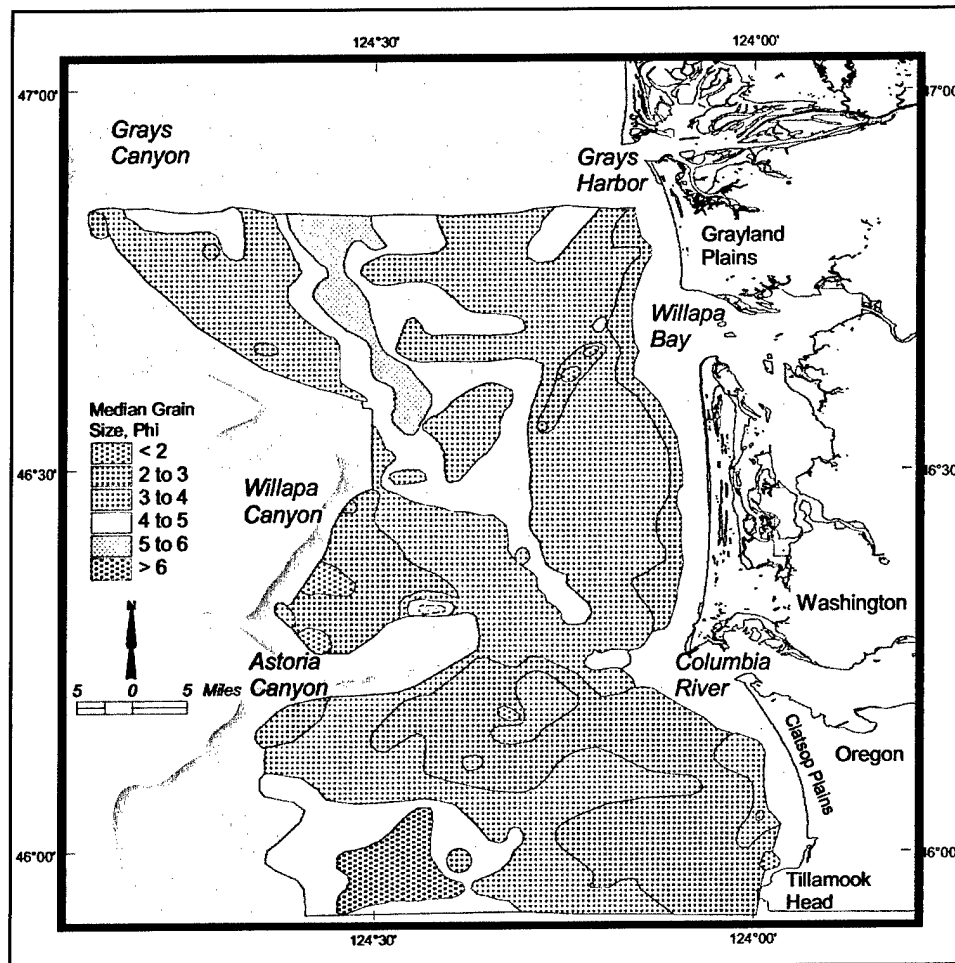 124°30'
124°00'
47°00'
47°00'
Grays
Canyon
Grays
Harbor
Grayland
Plains
Willapa
Bay
Median Grain
Size, Phi
< 2
2 to 3
3 to 4
4 to 5
5 to 6
> 6
46°30'
46°30'
Willapa
Canyon
N
Washington
Astoria
Canyon
Columbia
River
5 0 5 Miles
Clatsop Plains
Oregon
46°00'
46°00'
Tillamook
Head
124°30'
124°00'